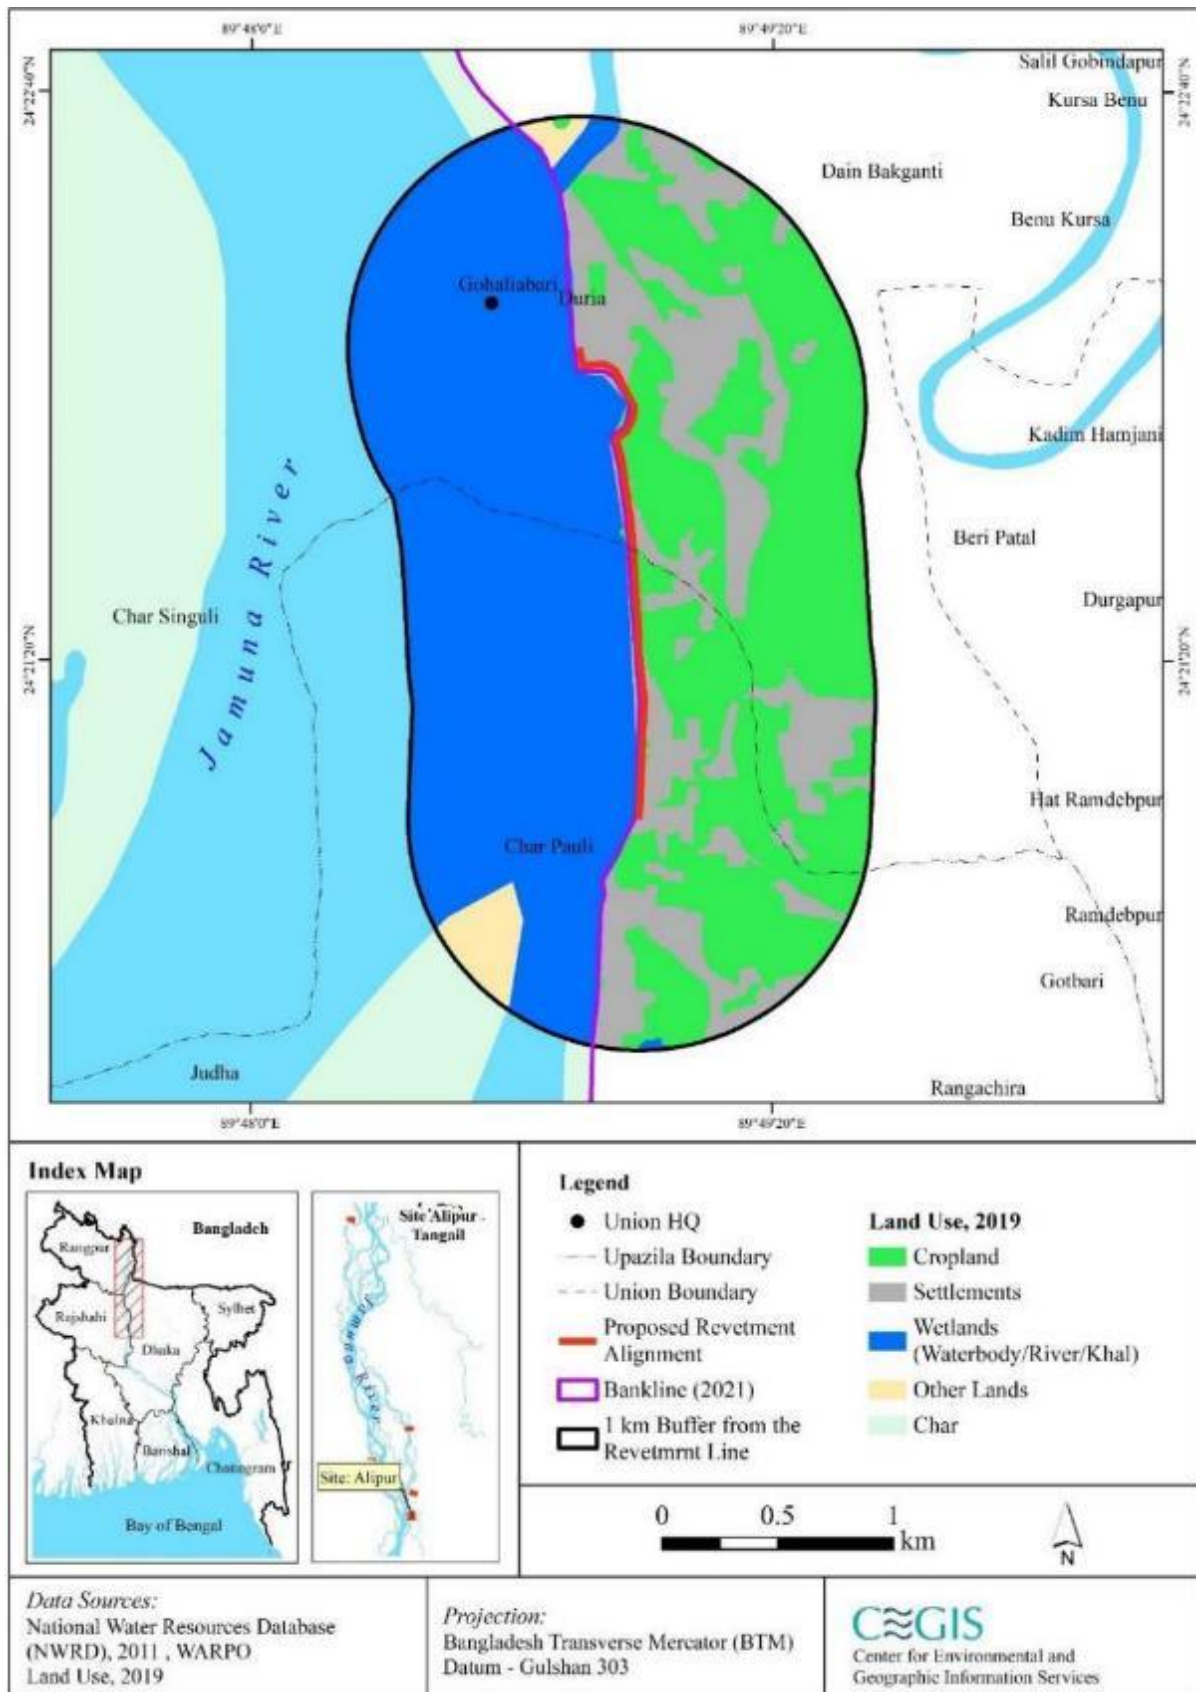 89°48'0"E
89°49'20"E
24°22'40"N
24°22'40"N
Salil Gobindapur
Kursa Benu
Dain Bakganti
Benu Kursa
Gohaliabari
Duria
Kadim Hamjani
Beri Patal
Durgapur
Char Singuli
Jamuna River
24°21'20"N
24°21'20"N
Hat Ramdebpur
Char Pauli
Ramdebpur
Gotbari
Judha
Rangachira
89°48'0"E
89°49'20"E
Index Map
Bangladeh
Rangpur
Rajshahi
Sylhet
Dhaka
Khulna
Barishal
Bay of Bengal
Site Alipur -
Tangail
Jamuna River
Site: Alipur
Legend
Union HQ
Upazila Boundary
Union Boundary
Proposed Revetment
Alignment
Bankline (2021)
1 km Buffer from the
Revetmrnt Line
Land Use, 2019
Cropland
Settlements
Wetlands
(Waterbody/River/Khal)
Other Lands
Char
0 0.5 1
km
N
Data Sources:
National Water Resources Database
(NWRD), 2011 , WARPO
Land Use, 2019
Projection:
Bangladesh Transverse Mercator (BTM)
Datum - Gulshan 303
CEGIS
Center for Environmental and
Geographic Information Services